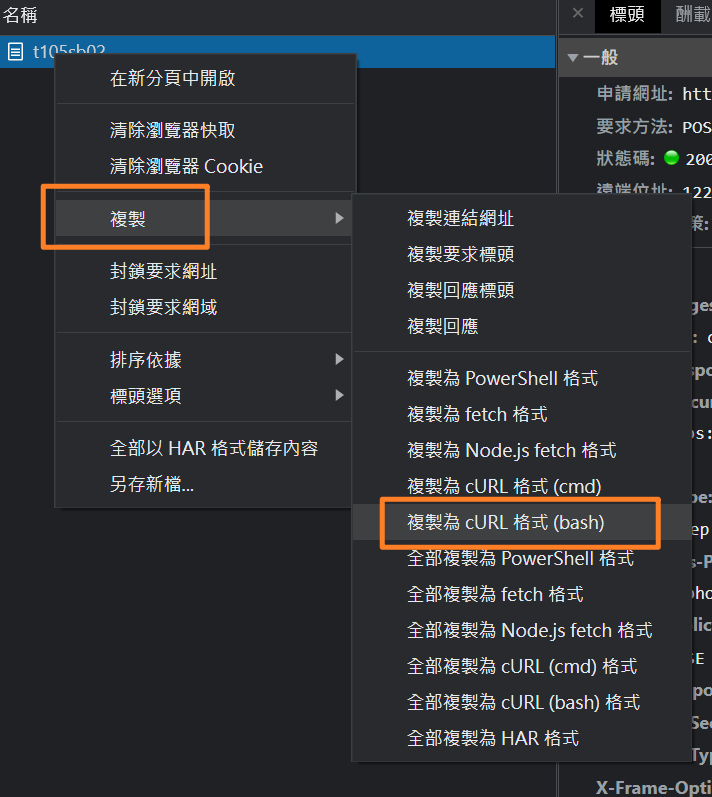 名稱
× 標頭 酬載
t105sb02
一般
在新分頁中開啟
申請網址: htt
清除瀏覽器快取
要求方法: POS
清除瀏覽器 Cookie
狀態碼: 200
遠端位址: 122
複製
策:
複製連結網址
複製要求標頭
封鎖要求網址
複製回應標頭
封鎖要求網域
複製回應
排序依據
複製為 PowerShell 格式
標頭選項
複製為 fetch 格式
全部以 HAR 格式儲存內容
複製為 Node.js fetch 格式
另存新檔...
複製為 cURL 格式 (cmd)
複製為 cURL 格式 (bash)
全部複製為 PowerShell 格式
全部複製為 fetch 格式
全部複製為 Node.js fetch 格式
全部複製為 cURL (cmd) 格式
全部複製為 cURL (bash) 格式
全部複製為 HAR 格式
X-Frame-Opti